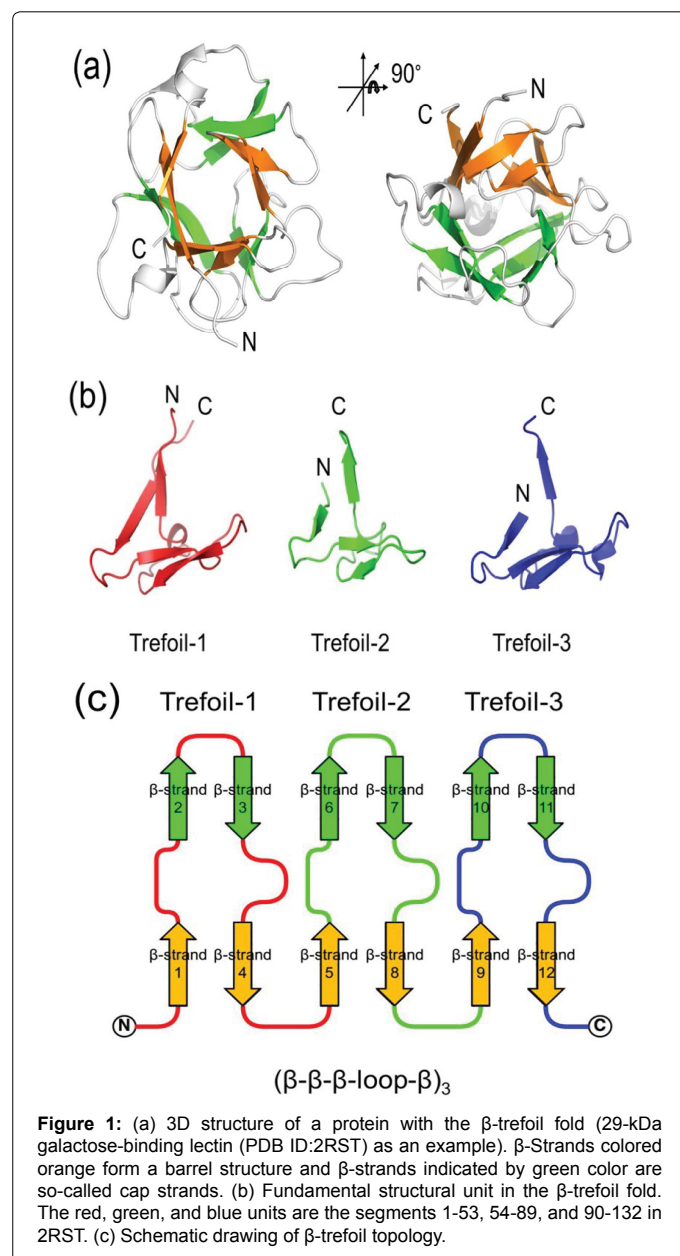 (a)
90°
N
C
C
N
(b)
N
C
C
N
C
N
Trefoil-1
Trefoil-2
Trefoil-3
(c)
Trefoil-1
Trefoil-2
Trefoil-3
β-strand
2
β-strand
3
β-strand
6
β-strand
7
β-strand
10
β-strand
11
β-strand
1
β-strand
4
β-strand
5
β-strand
8
β-strand
9
β-strand
12
N
C
(β-β-β-loop-β)₃
Figure 1: (a) 3D structure of a protein with the β-trefoil fold (29-kDa
galactose-binding lectin (PDB ID:2RST) as an example). β-Strands colored
orange form a barrel structure and β-strands indicated by green color are
so-called cap strands. (b) Fundamental structural unit in the β-trefoil fold.
The red, green, and blue units are the segments 1-53, 54-89, and 90-132 in
2RST. (c) Schematic drawing of β-trefoil topology.